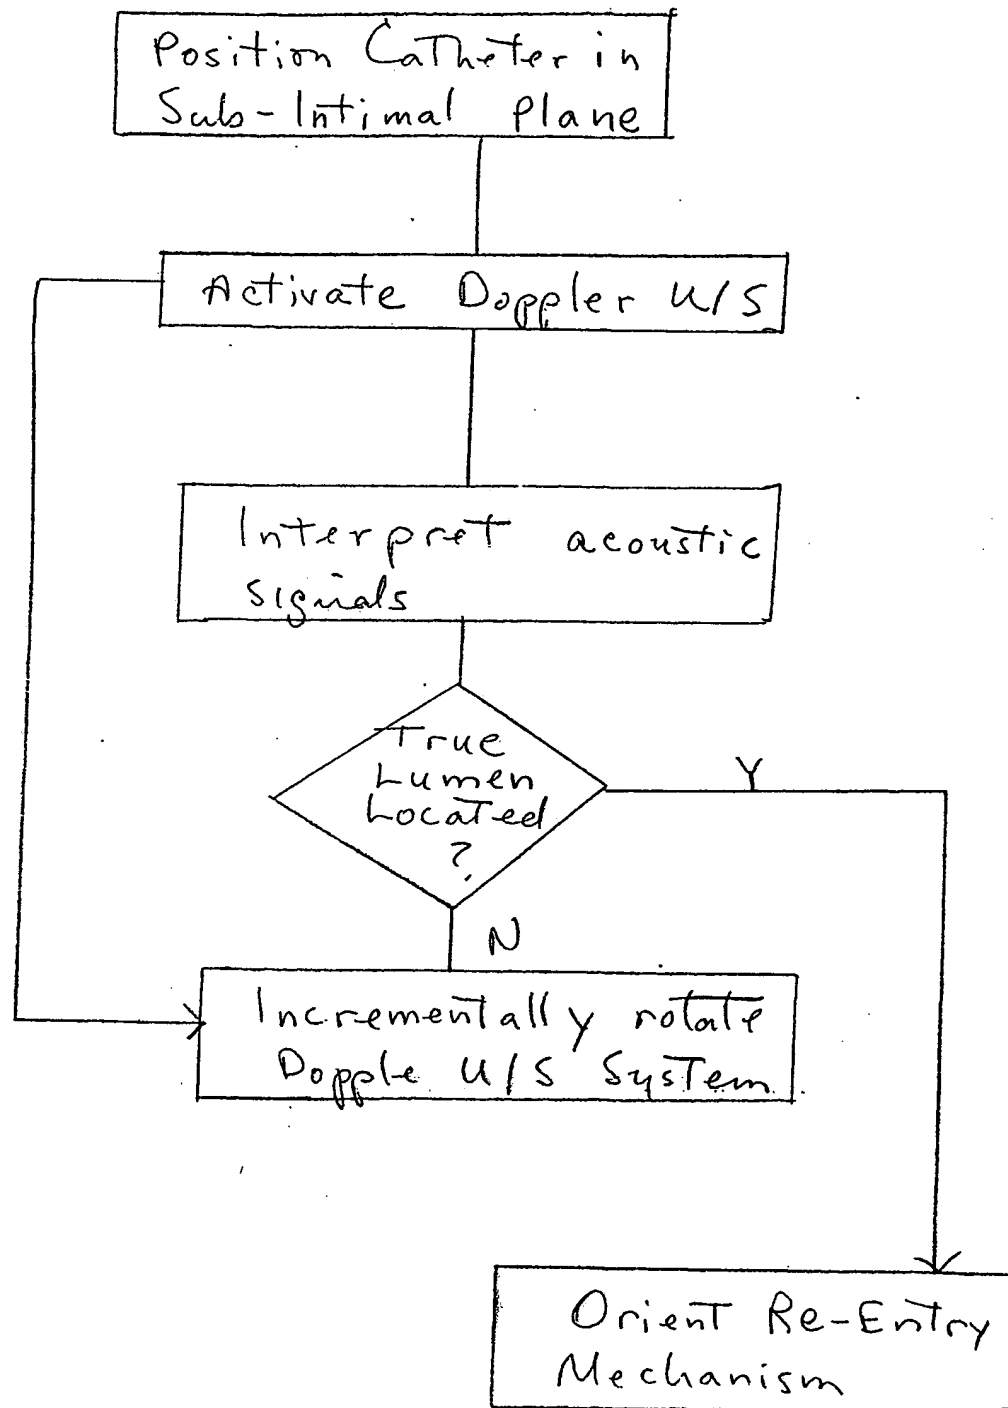 Position Catheter in
Sub-Intimal Plane
Activate Doppler U/S
Interpret acoustic
signals
True
Lumen
Located
?
Y
N
Incrementally rotate
Dopple U/S System
Orient Re-Entry
Mechanism